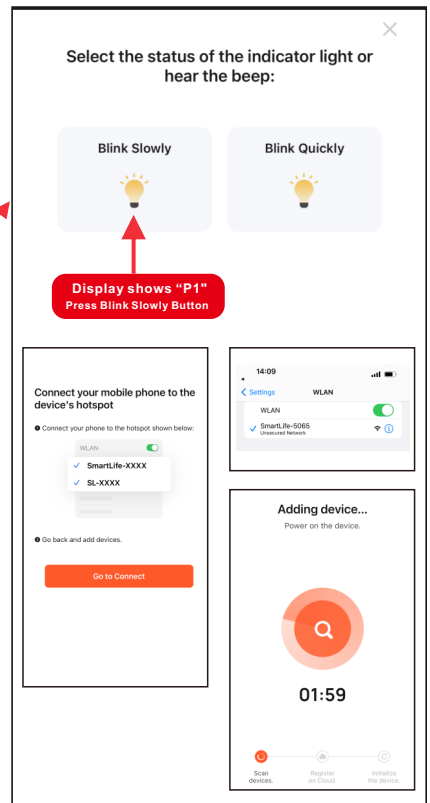 Select the status of the indicator light or
hear the beep:
Blink Slowly
Blink Quickly
Display shows “P1"
Press Blink Slowly Button
Connect your mobile phone to the
device's hotspot
❶ Connect your phone to the hotspot shown below:
WLAN
✓ SmartLife-XXXX
✓ SL-XXXX
❶ Go back and add devices.
Go to Connect
14:09
Settings
WLAN
WLAN
✓ SmartLife-5065
Unsecured Network
Adding device...
Power on the device.
01:59
Scan
devices.
Register
on Cloud.
Initialize
the device.